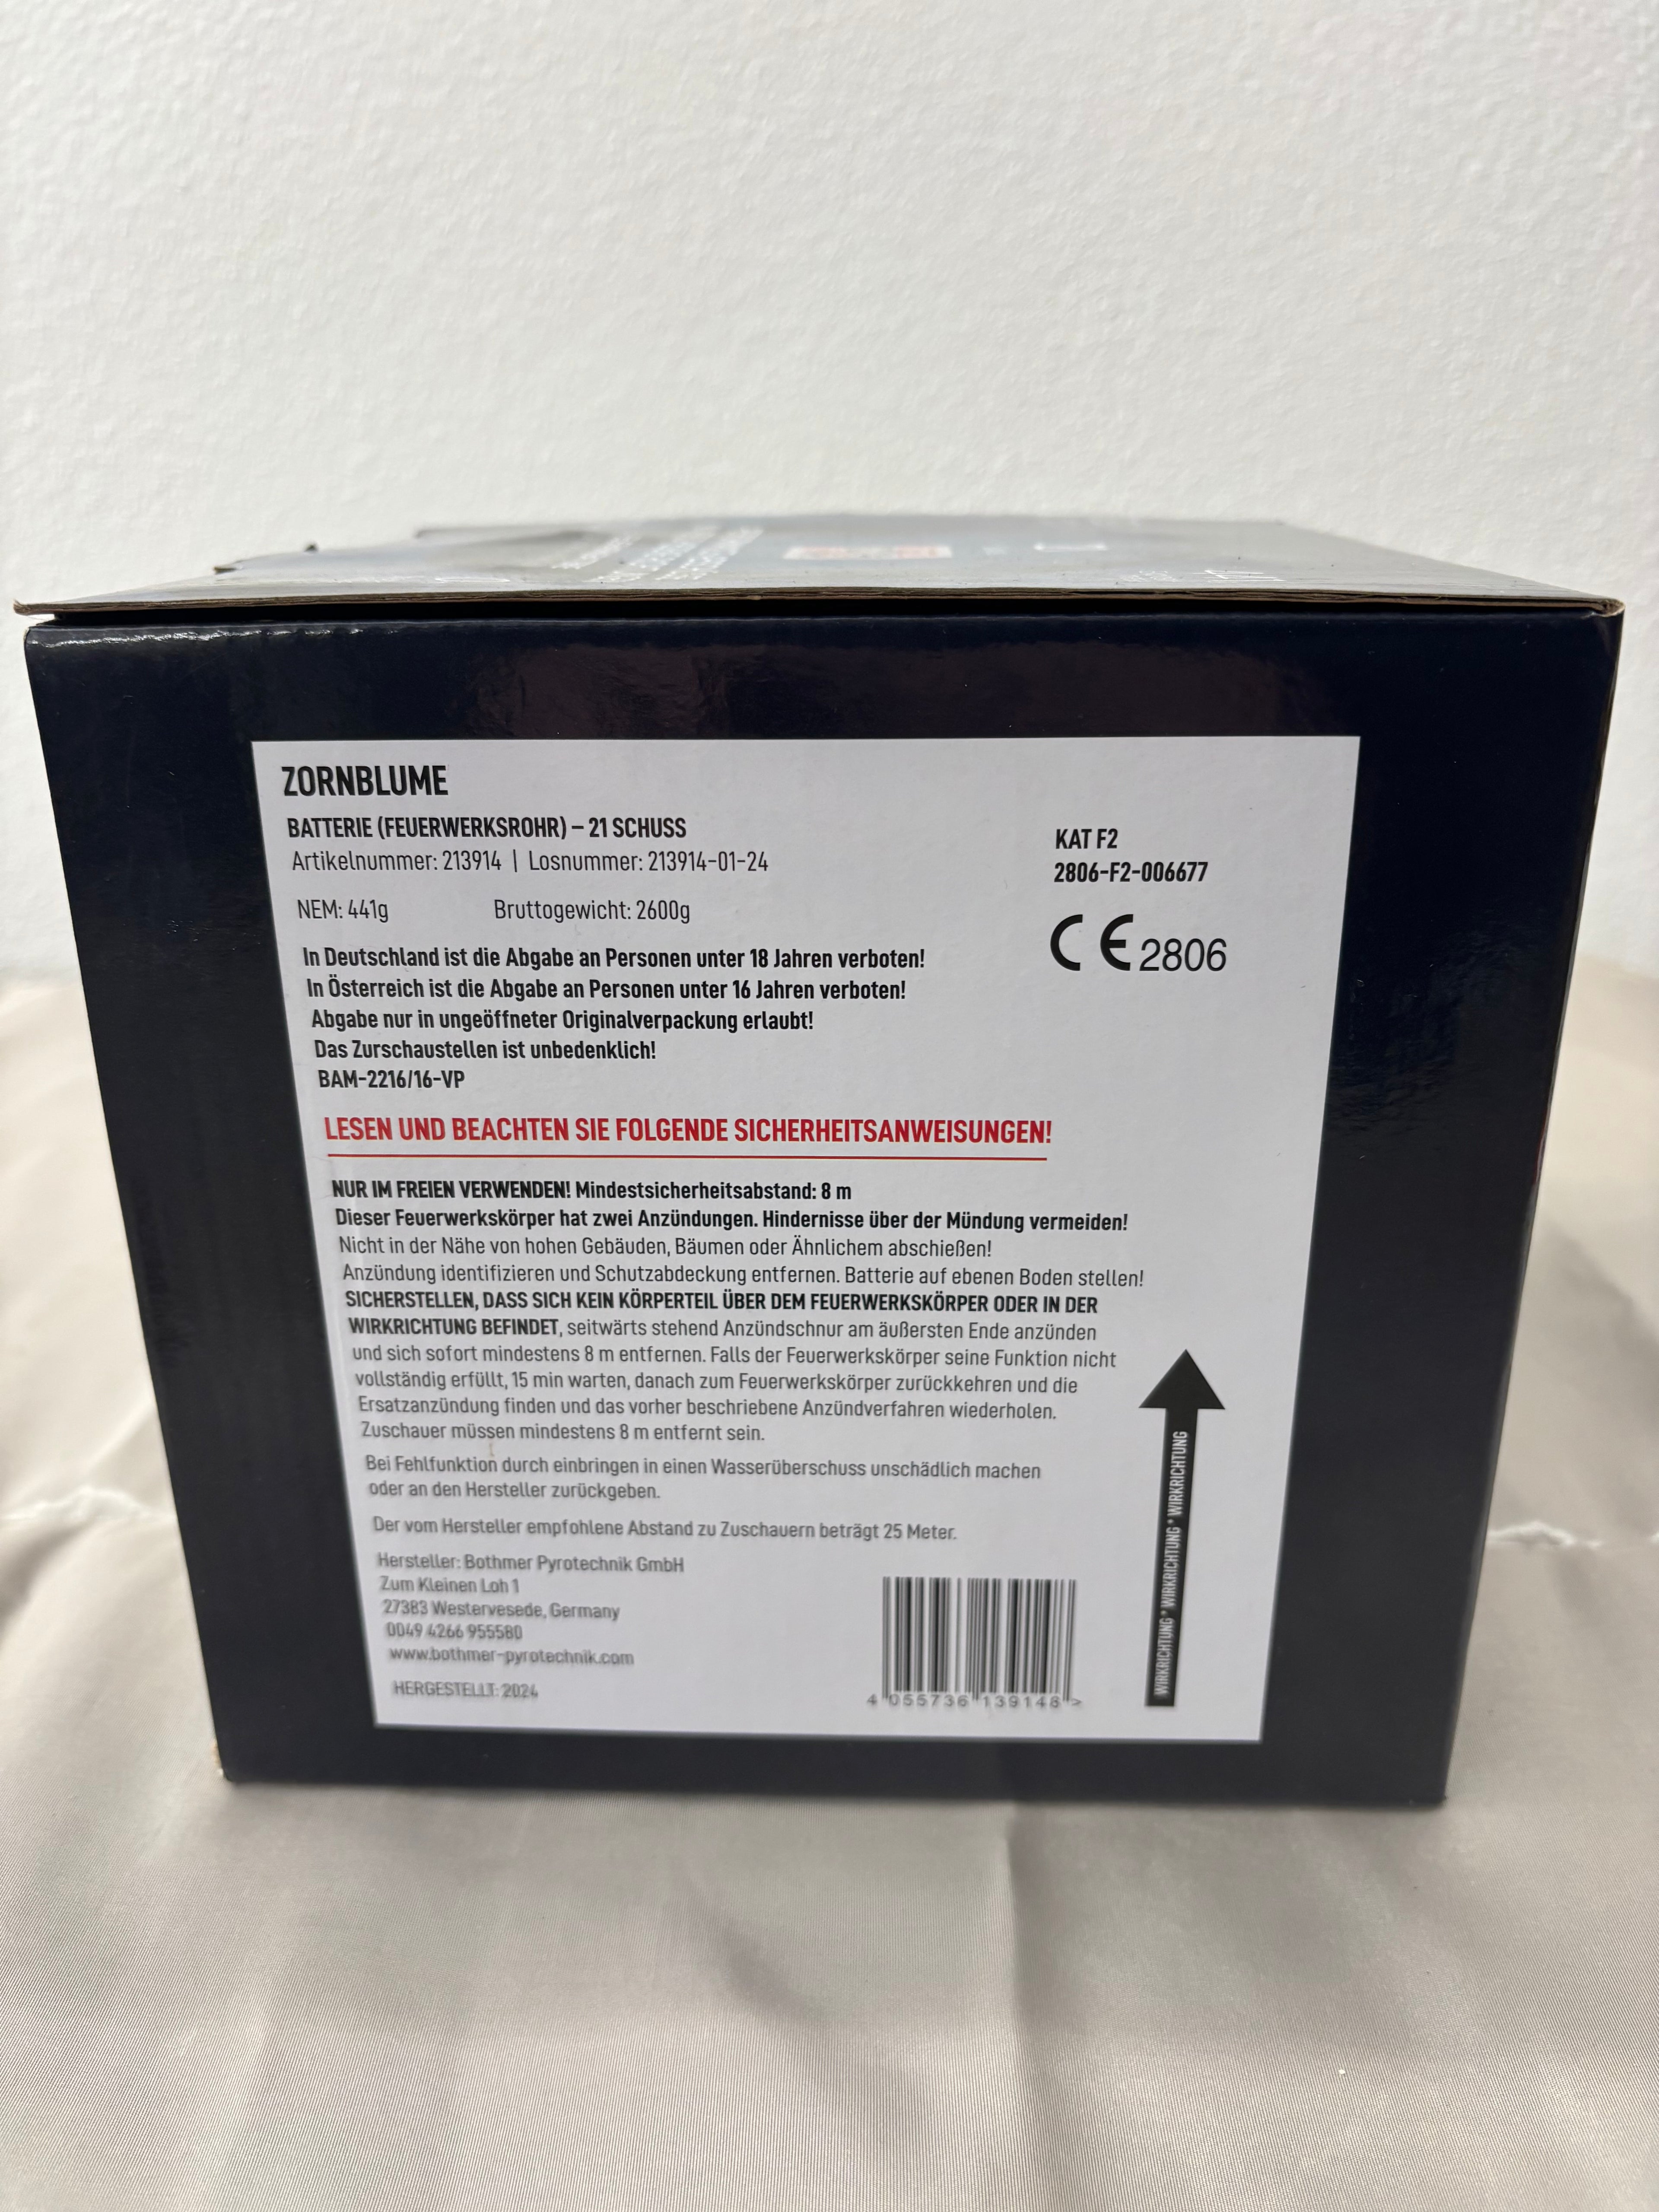 ZORNBLUME
BATTERIE (FEUERWERKSROHR) – 21 SCHUSS
Artikelnummer: 213914 | Losnummer: 213914-01-24
KAT F2
2806-F2-006677
NEM: 441g Bruttogewicht: 2600g
CE 2806
In Deutschland ist die Abgabe an Personen unter 18 Jahren verboten!
In Österreich ist die Abgabe an Personen unter 16 Jahren verboten!
Abgabe nur in ungeöffneter Originalverpackung erlaubt!
Das Zurschaustellen ist unbedenklich!
BAM-2216/16-VP
LESEN UND BEACHTEN SIE FOLGENDE SICHERHEITSANWEISUNGEN!
NUR IM FREIEN VERWENDEN! Mindestsicherheitsabstand: 8 m
Dieser Feuerwerkskörper hat zwei Anzündungen. Hindernisse über der Mündung vermeiden!
Nicht in der Nähe von hohen Gebäuden, Bäumen oder Ähnlichem abschießen!
Anzündung identifizieren und Schutzabdeckung entfernen. Batterie auf ebenen Boden stellen!
SICHERSTELLEN, DASS SICH KEIN KÖRPERTEIL ÜBER DEM FEUERWERKSKÖRPER ODER IN DER
WIRKRICHTUNG BEFINDET, seitwärts stehend Anzündschnur am äußersten Ende anzünden
und sich sofort mindestens 8 m entfernen. Falls der Feuerwerkskörper seine Funktion nicht
vollständig erfüllt, 15 min warten, danach zum Feuerwerkskörper zurückkehren und die
Ersatzanzündung finden und das vorher beschriebene Anzündverfahren wiederholen.
Zuschauer müssen mindestens 8 m entfernt sein.
Bei Fehlfunktion durch einbringen in einen Wasserüberschuss unschädlich machen
oder an den Hersteller zurückgeben.
Der vom Hersteller empfohlene Abstand zu Zuschauern beträgt 25 Meter.
Hersteller: Bothmer Pyrotechnik GmbH
Zum Kleinen Loh 1
27383 Westervesede, Germany
0049 4266 955580
www.bothmer-pyrotechnik.com
HERGESTELLT: 2024
4 055736 139148 >
WIRKRICHTUNG * WIRKRICHTUNG * WIRKRICHTUNG